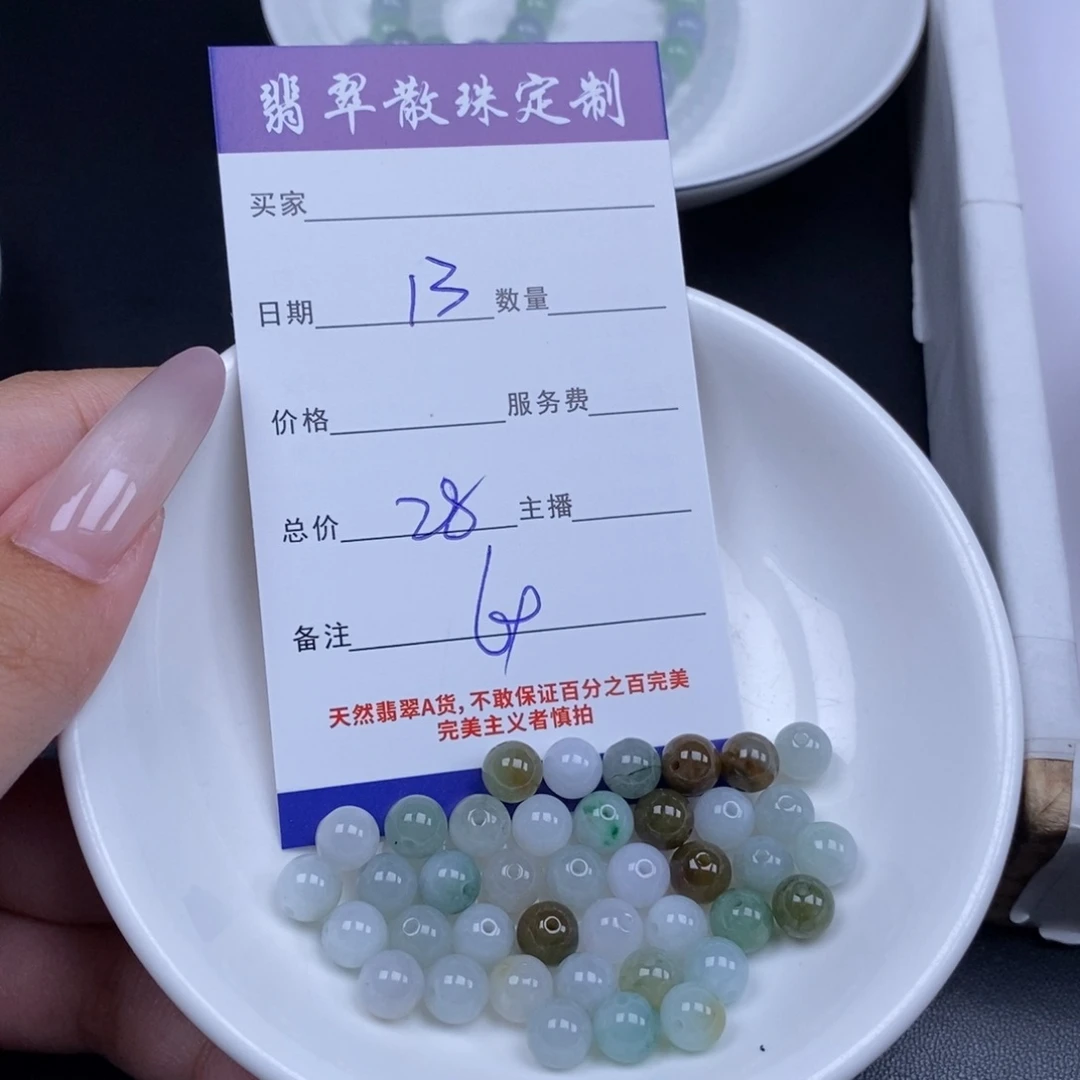 翡翠散珠定制
买家
日期 13 数量
价格 服务费
总价 28 主播
备注
天然翡翠A货,不敢保证百分之百完美
完美主义者慎拍